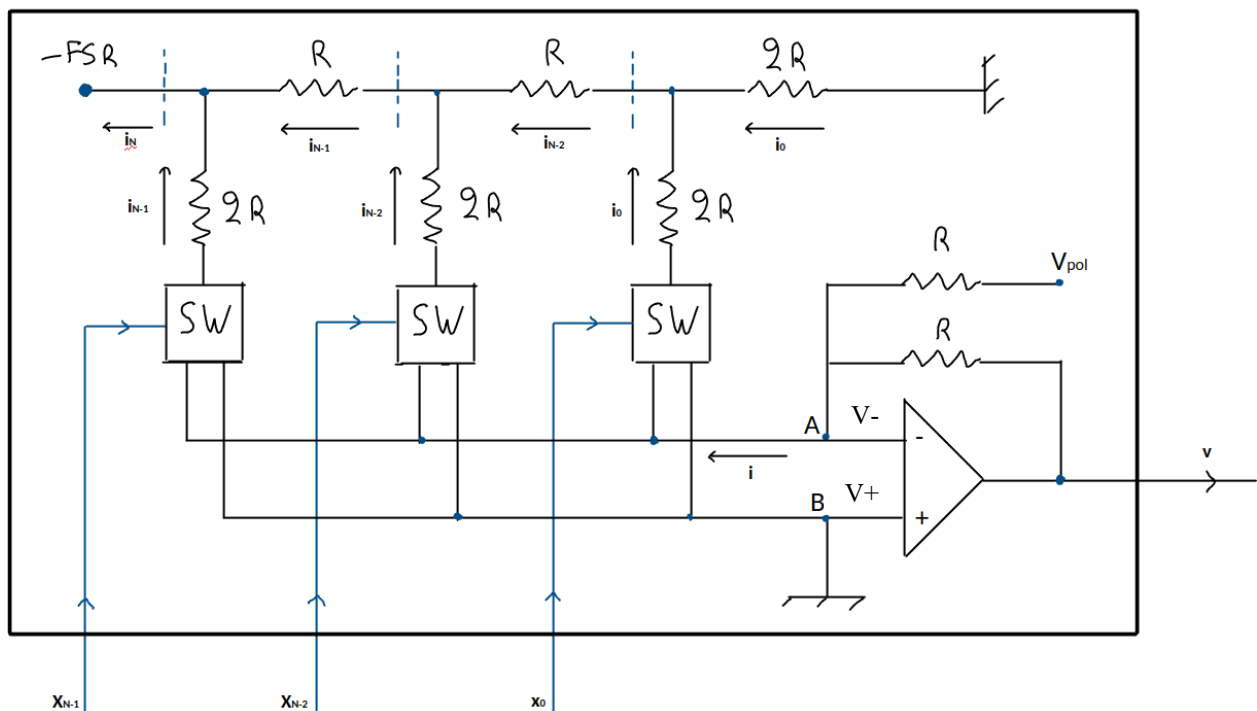 -FSR
R
R
2R
iN
iN-1
iN-2
i0
iN-1
2R
iN-2
2R
i0
2R
R
Vpol
SW
SW
SW
R
A
V-
-
i
v
B
V+
+
XN-1
XN-2
x0